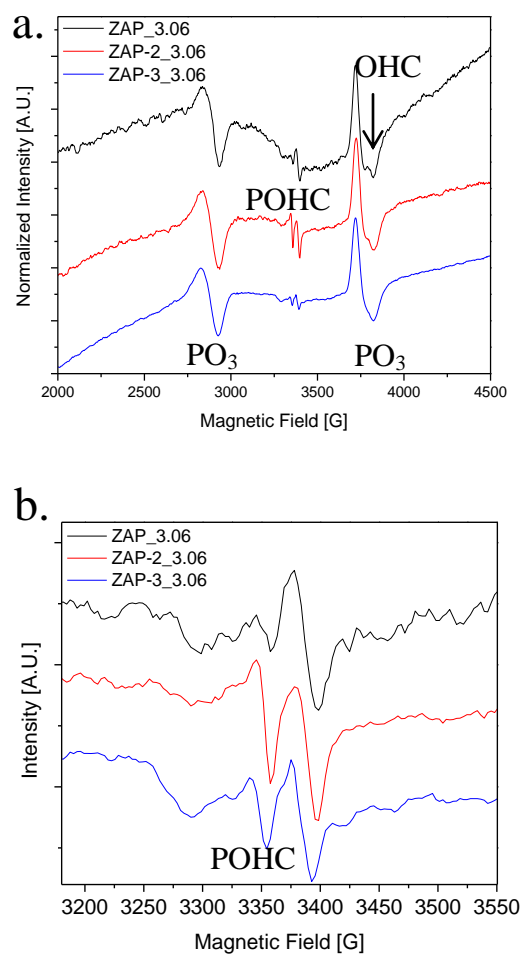 a.
ZAP_3.06
ZAP-2_3.06
ZAP-3_3.06
OHC
POHC
PO₃
PO₃
Normalized Intensity [A.U.]
2000 2500 3000 3500 4000 4500
Magnetic Field [G]
b.
ZAP_3.06
ZAP-2_3.06
ZAP-3_3.06
Intensity [A.U.]
POHC
3200 3250 3300 3350 3400 3450 3500 3550
Magnetic Field [G]